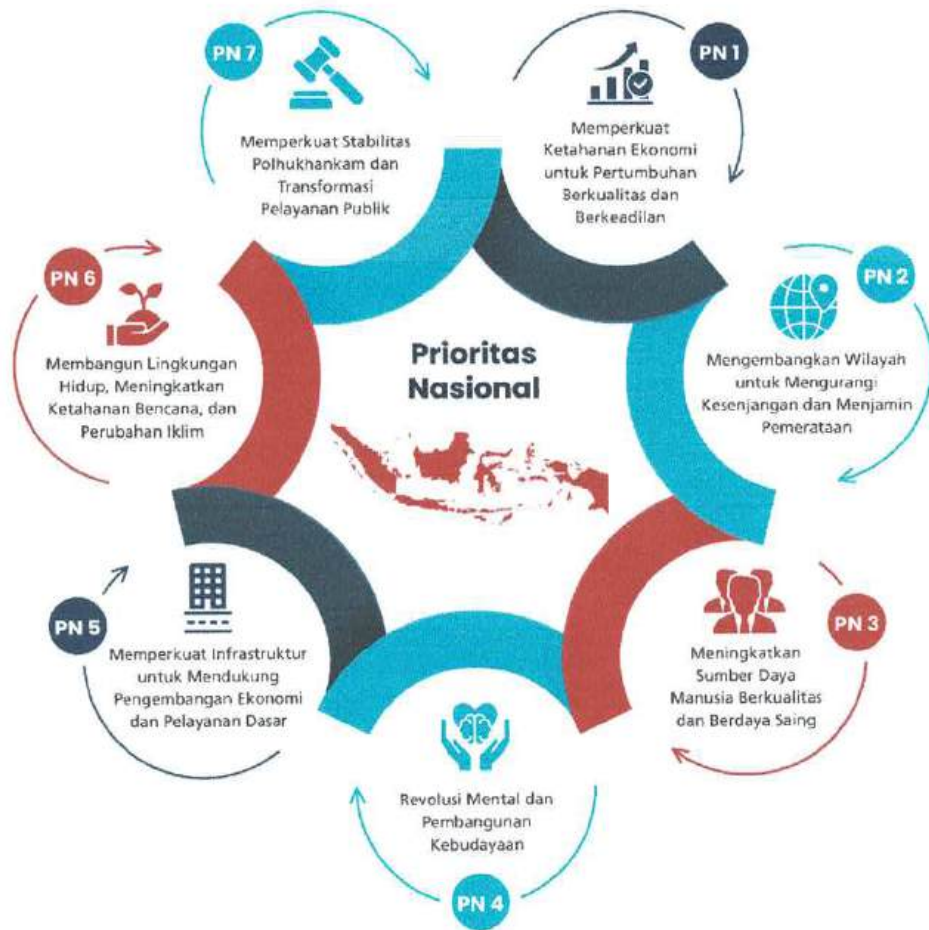 Prioritas
Nasional
PN 1
Memperkuat
Ketahanan Ekonomi
untuk Pertumbuhan
Berkualitas dan
Berkeadilan
PN 2
Mengembangkan Wilayah
untuk Mengurangi
Kesenjangan dan Menjamin
Pemerataan
PN 3
Meningkatkan
Sumber Daya
Manusia Berkualitas
dan Berdaya Saing
PN 4
Revolusi Mental dan
Pembangunan
Kebudayaan
PN 5
Memperkuat Infrastruktur
untuk Mendukung
Pengembangan Ekonomi
dan Pelayanan Dasar
PN 6
Membangun Lingkungan
Hidup, Meningkatkan
Ketahanan Bencana, dan
Perubahan Iklim
PN 7
Memperkuat Stabilitas
Polhukhankam dan
Transformasi
Pelayanan Publik